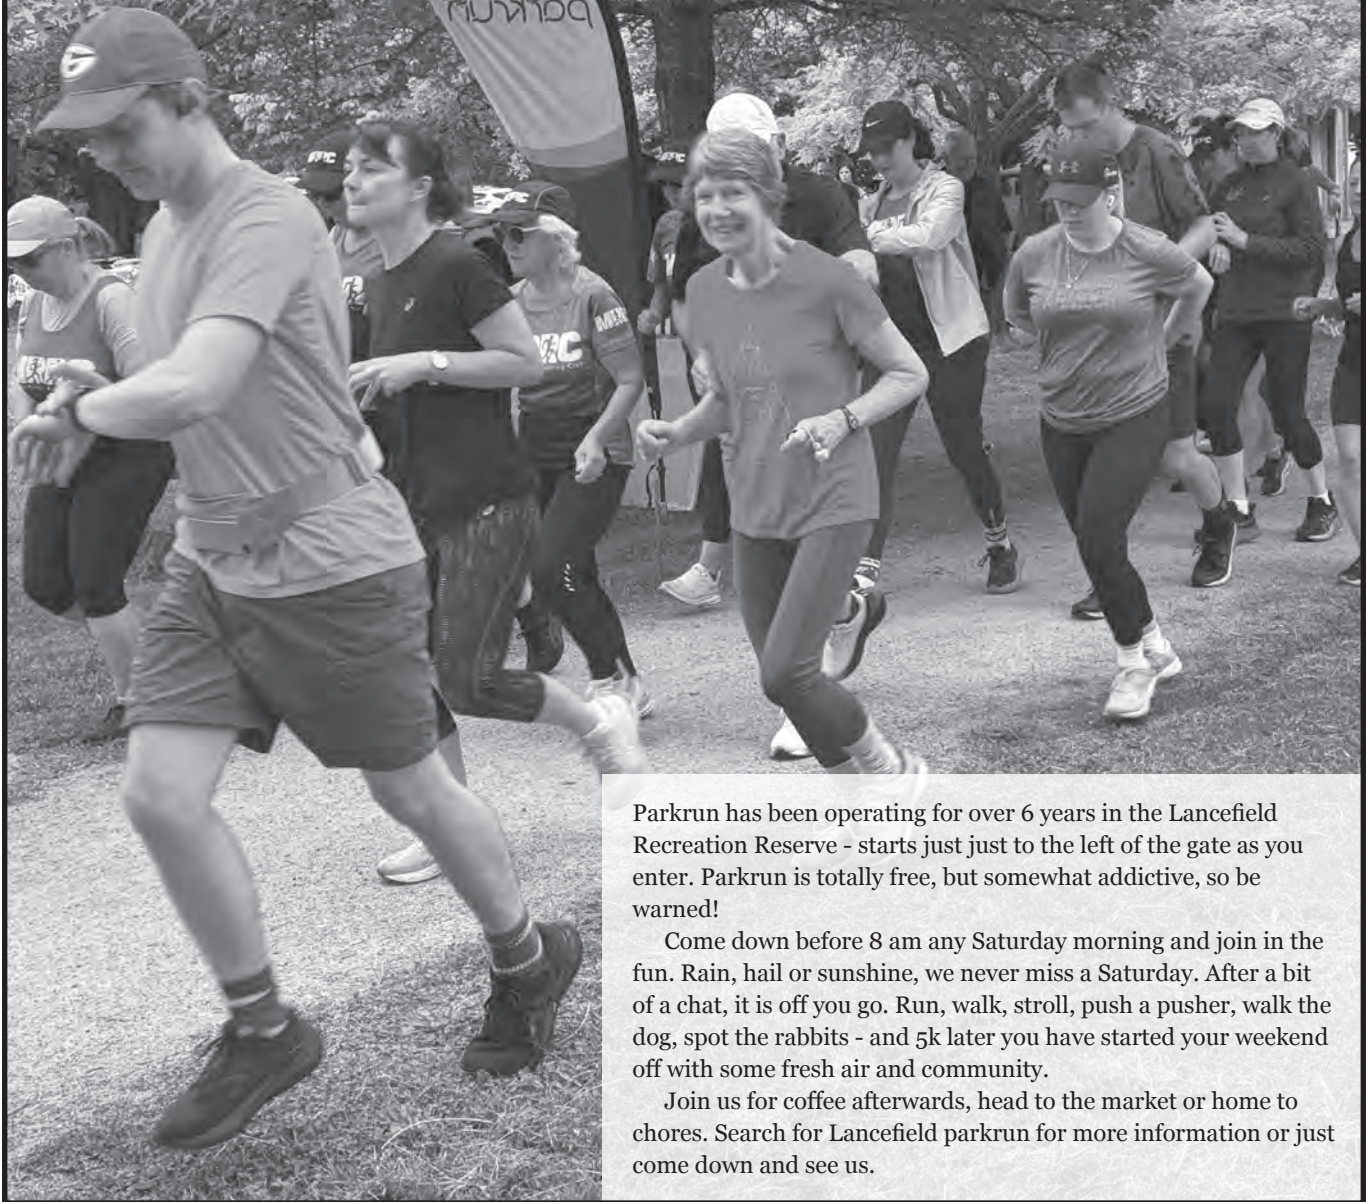 parkrun
MRC
Parkrun has been operating for over 6 years in the Lancefield
Recreation Reserve - starts just just to the left of the gate as you
enter. Parkrun is totally free, but somewhat addictive, so be
warned!
Come down before 8 am any Saturday morning and join in the
fun. Rain, hail or sunshine, we never miss a Saturday. After a bit
of a chat, it is off you go. Run, walk, stroll, push a pusher, walk the
dog, spot the rabbits - and 5k later you have started your weekend
off with some fresh air and community.
Join us for coffee afterwards, head to the market or home to
chores. Search for Lancefield parkrun for more information or just
come down and see us.